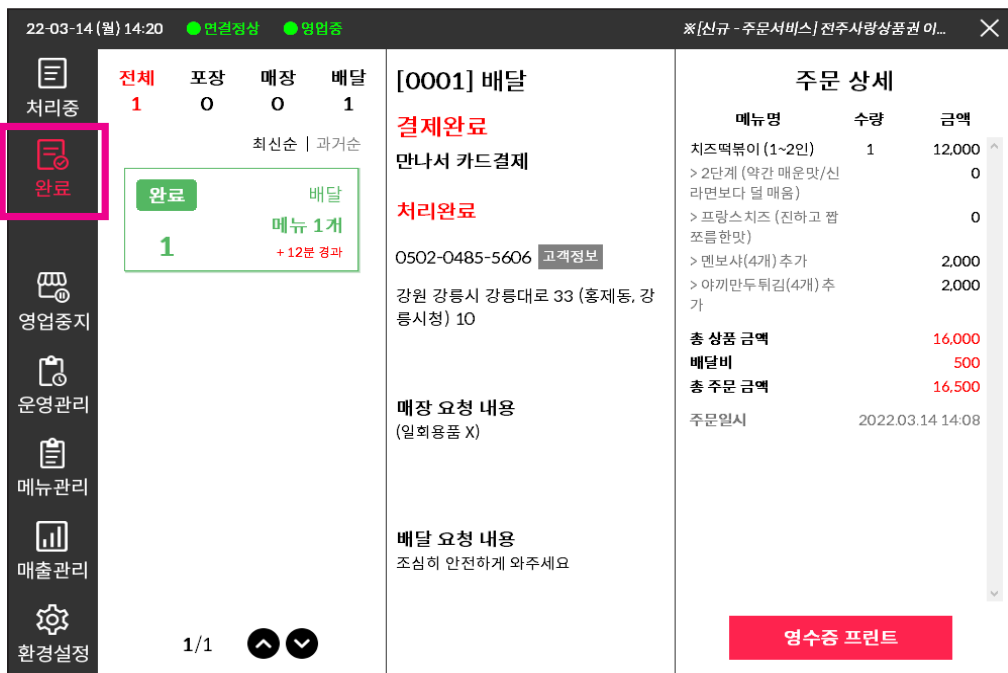 22-03-14 (월) 14:20 연결정상 영업중 ※[신규 - 주문서비스] 전주사랑상품권 이...
처리중
완료
영업중지
운영관리
메뉴관리
매출관리
환경설정
전체 포장 매장 배달
1 0 0 1
최신순 | 과거순
완료 배달
메뉴 1개
1 + 12분 경과
1/1
[0001] 배달
결제완료
만나서 카드결제
처리완료
0502-0485-5606 고객정보
강원 강릉시 강릉대로 33 (홍제동, 강
릉시청) 10
매장 요청 내용
(일회용품 X)
배달 요청 내용
조심히 안전하게 와주세요
주문 상세
메뉴명 수량 금액
치즈떡볶이 (1~2인) 1 12,000
> 2단계 (약간 매운맛/신 0
라면보다 덜 매움)
> 프랑스치즈 (진하고 짭 0
쪼름한맛)
> 멘보샤(4개) 추가 2,000
> 야끼만두튀김(4개) 추 2,000
가
총 상품 금액 16,000
배달비 500
총 주문 금액 16,500
주문일시 2022.03.14 14:08
영수증 프린트